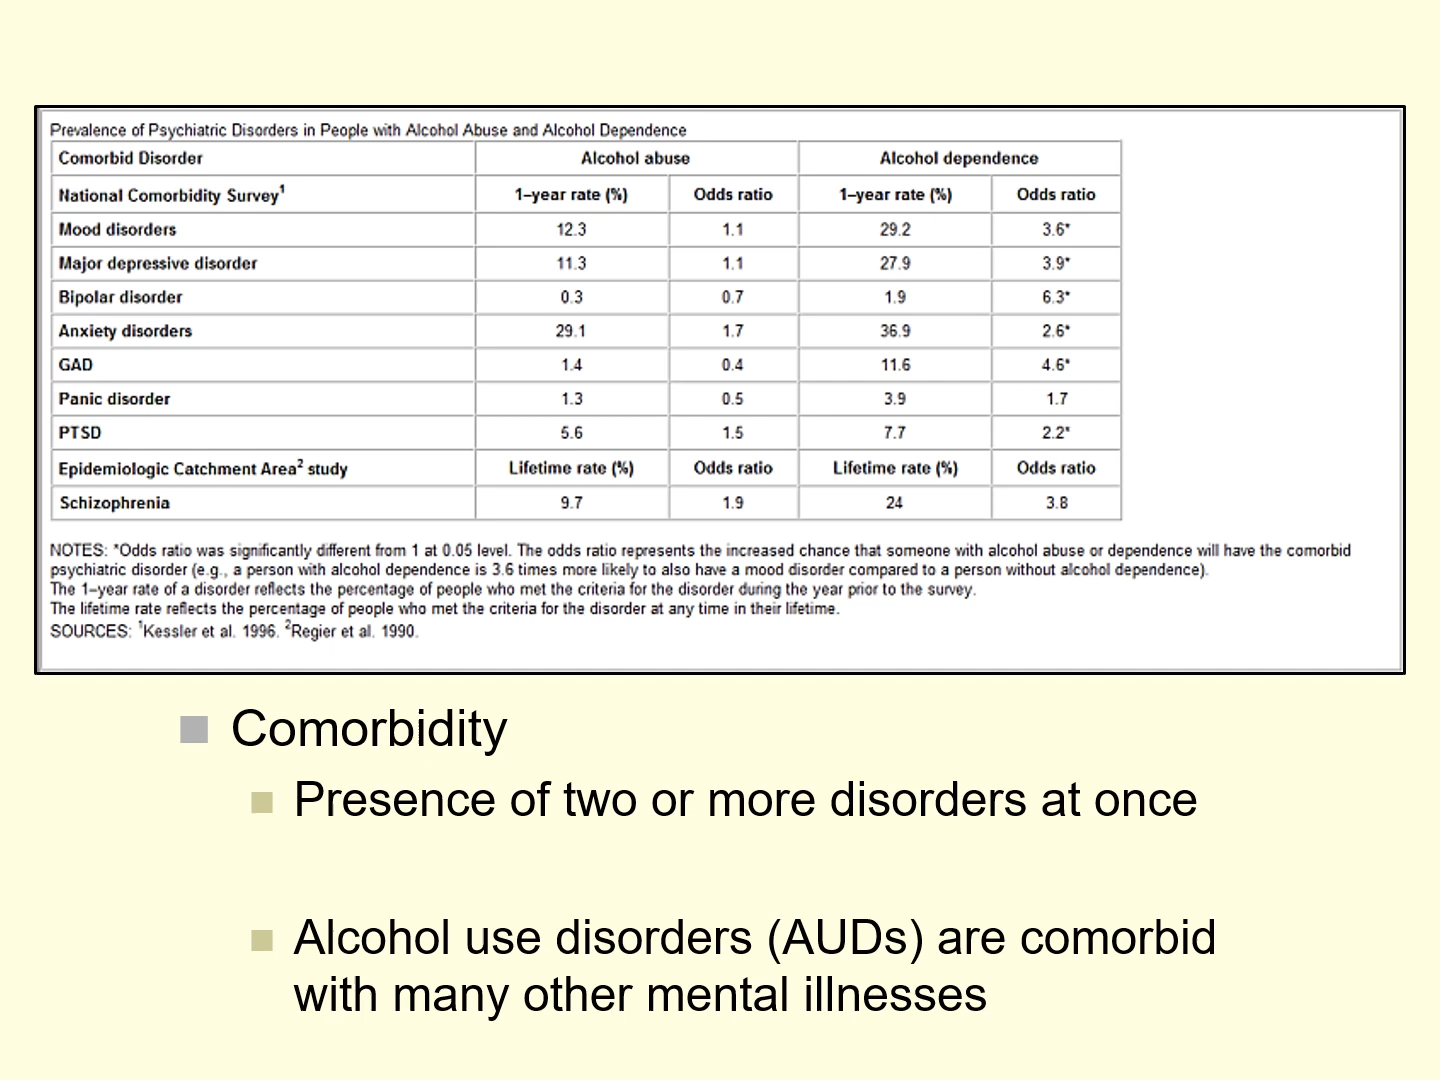 Prevalence of Psychiatric Disorders in People with Alcohol Abuse and Alcohol Dependence
Comorbid Disorder Alcohol abuse Alcohol dependence
National Comorbidity Survey1 1–year rate (%) Odds ratio 1–year rate (%) Odds ratio
Mood disorders 12.3 1.1 29.2 3.6*
Major depressive disorder 11.3 1.1 27.9 3.9*
Bipolar disorder 0.3 0.7 1.9 6.3*
Anxiety disorders 29.1 1.7 36.9 2.6*
GAD 1.4 0.4 11.6 4.6*
Panic disorder 1.3 0.5 3.9 1.7
PTSD 5.6 1.5 7.7 2.2*
Epidemiologic Catchment Area2 study Lifetime rate (%) Odds ratio Lifetime rate (%) Odds ratio
Schizophrenia 9.7 1.9 24 3.8
NOTES: *Odds ratio was significantly different from 1 at 0.05 level. The odds ratio represents the increased chance that someone with alcohol abuse or dependence will have the comorbid
psychiatric disorder (e.g., a person with alcohol dependence is 3.6 times more likely to also have a mood disorder compared to a person without alcohol dependence).
The 1–year rate of a disorder reflects the percentage of people who met the criteria for the disorder during the year prior to the survey.
The lifetime rate reflects the percentage of people who met the criteria for the disorder at any time in their lifetime.
SOURCES: 1Kessler et al. 1996. 2Regier et al. 1990.
Comorbidity
Presence of two or more disorders at once
Alcohol use disorders (AUDs) are comorbid
with many other mental illnesses